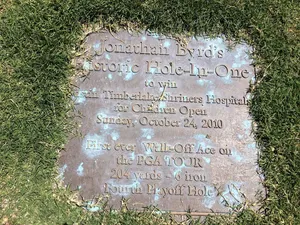 Jonathan Byrd's
Historic Hole-In-One
to win
Justin Timberlake Shriners Hospitals
for Children Open
Sunday, October 24, 2010
First ever Walk-Off Ace on
the PGA TOUR
yards - 6 iron
Fourth Playoff Hole